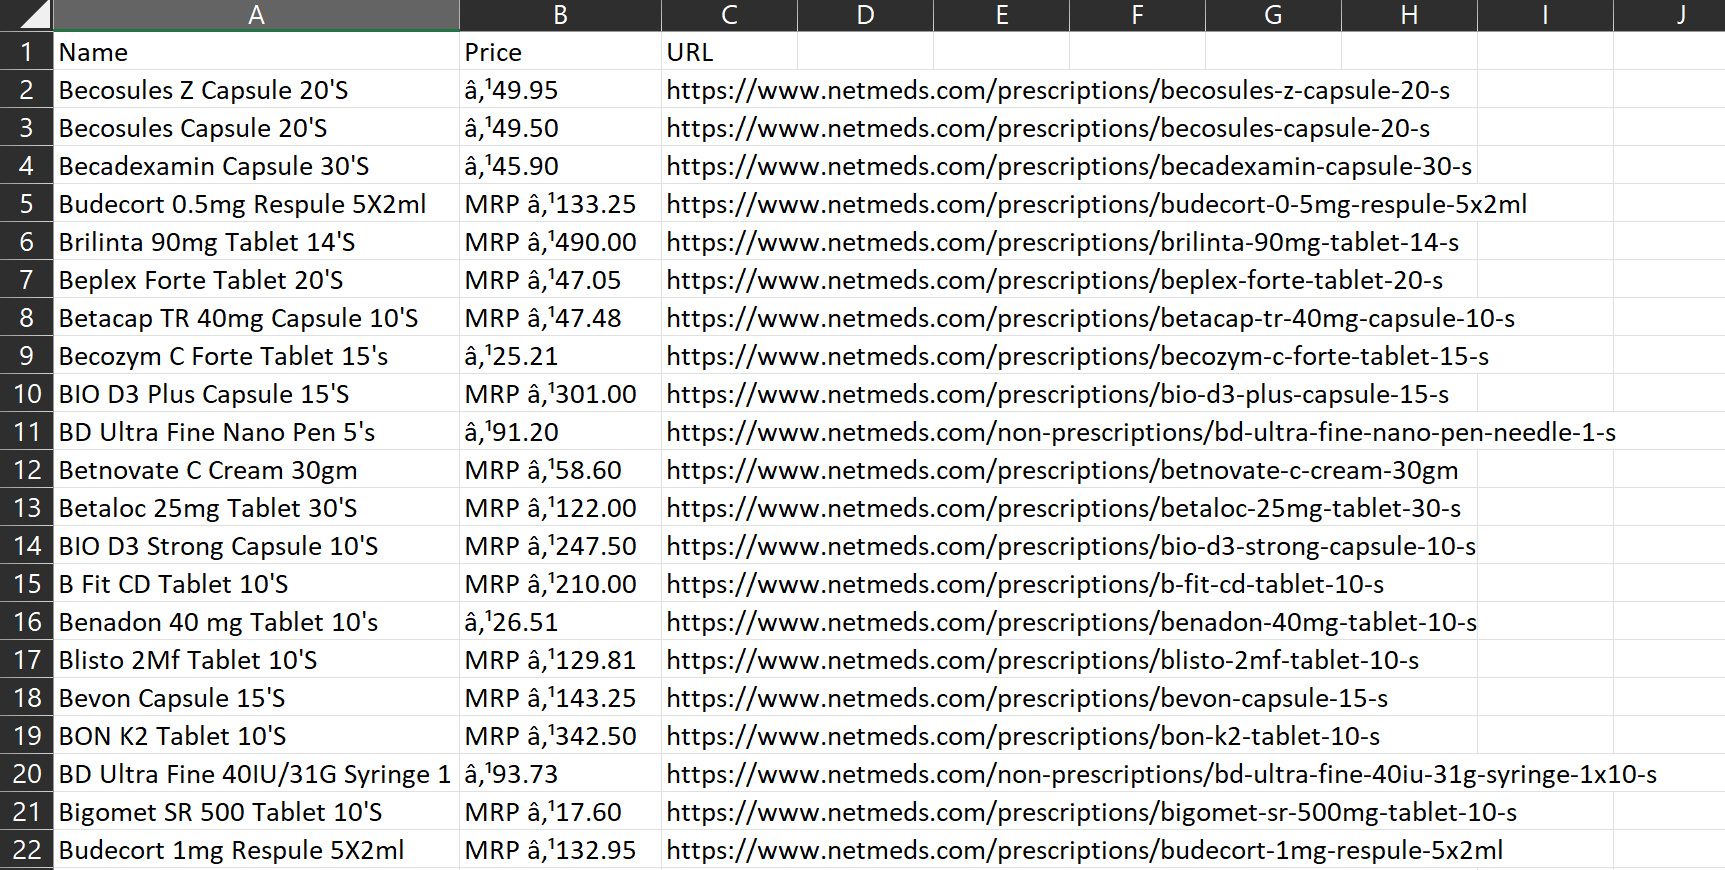 A B C D E F G H I J
1 Name Price URL
2 Becosules Z Capsule 20'S â‚¹49.95 https://www.netmeds.com/prescriptions/becosules-z-capsule-20-s
3 Becosules Capsule 20'S â‚¹49.50 https://www.netmeds.com/prescriptions/becosules-capsule-20-s
4 Becadexamin Capsule 30'S â‚¹45.90 https://www.netmeds.com/prescriptions/becadexamin-capsule-30-s
5 Budecort 0.5mg Respule 5X2ml MRP â‚¹133.25 https://www.netmeds.com/prescriptions/budecort-0-5mg-respule-5x2ml
6 Brilinta 90mg Tablet 14'S MRP â‚¹490.00 https://www.netmeds.com/prescriptions/brilinta-90mg-tablet-14-s
7 Beplex Forte Tablet 20'S MRP â‚¹47.05 https://www.netmeds.com/prescriptions/beplex-forte-tablet-20-s
8 Betacap TR 40mg Capsule 10'S MRP â‚¹47.48 https://www.netmeds.com/prescriptions/betacap-tr-40mg-capsule-10-s
9 Becozym C Forte Tablet 15's â‚¹25.21 https://www.netmeds.com/prescriptions/becozym-c-forte-tablet-15-s
10 BIO D3 Plus Capsule 15'S MRP â‚¹301.00 https://www.netmeds.com/prescriptions/bio-d3-plus-capsule-15-s
11 BD Ultra Fine Nano Pen 5's â‚¹91.20 https://www.netmeds.com/non-prescriptions/bd-ultra-fine-nano-pen-needle-1-s
12 Betnovate C Cream 30gm MRP â‚¹58.60 https://www.netmeds.com/prescriptions/betnovate-c-cream-30gm
13 Betaloc 25mg Tablet 30'S MRP â‚¹122.00 https://www.netmeds.com/prescriptions/betaloc-25mg-tablet-30-s
14 BIO D3 Strong Capsule 10'S MRP â‚¹247.50 https://www.netmeds.com/prescriptions/bio-d3-strong-capsule-10-s
15 B Fit CD Tablet 10'S MRP â‚¹210.00 https://www.netmeds.com/prescriptions/b-fit-cd-tablet-10-s
16 Benadon 40 mg Tablet 10's â‚¹26.51 https://www.netmeds.com/prescriptions/benadon-40mg-tablet-10-s
17 Blisto 2Mf Tablet 10'S MRP â‚¹129.81 https://www.netmeds.com/prescriptions/blisto-2mf-tablet-10-s
18 Bevon Capsule 15'S MRP â‚¹143.25 https://www.netmeds.com/prescriptions/bevon-capsule-15-s
19 BON K2 Tablet 10'S MRP â‚¹342.50 https://www.netmeds.com/prescriptions/bon-k2-tablet-10-s
20 BD Ultra Fine 40IU/31G Syringe 1 â‚¹93.73 https://www.netmeds.com/non-prescriptions/bd-ultra-fine-40iu-31g-syringe-1x10-s
21 Bigomet SR 500 Tablet 10'S MRP â‚¹17.60 https://www.netmeds.com/prescriptions/bigomet-sr-500mg-tablet-10-s
22 Budecort 1mg Respule 5X2ml MRP â‚¹132.95 https://www.netmeds.com/prescriptions/budecort-1mg-respule-5x2ml